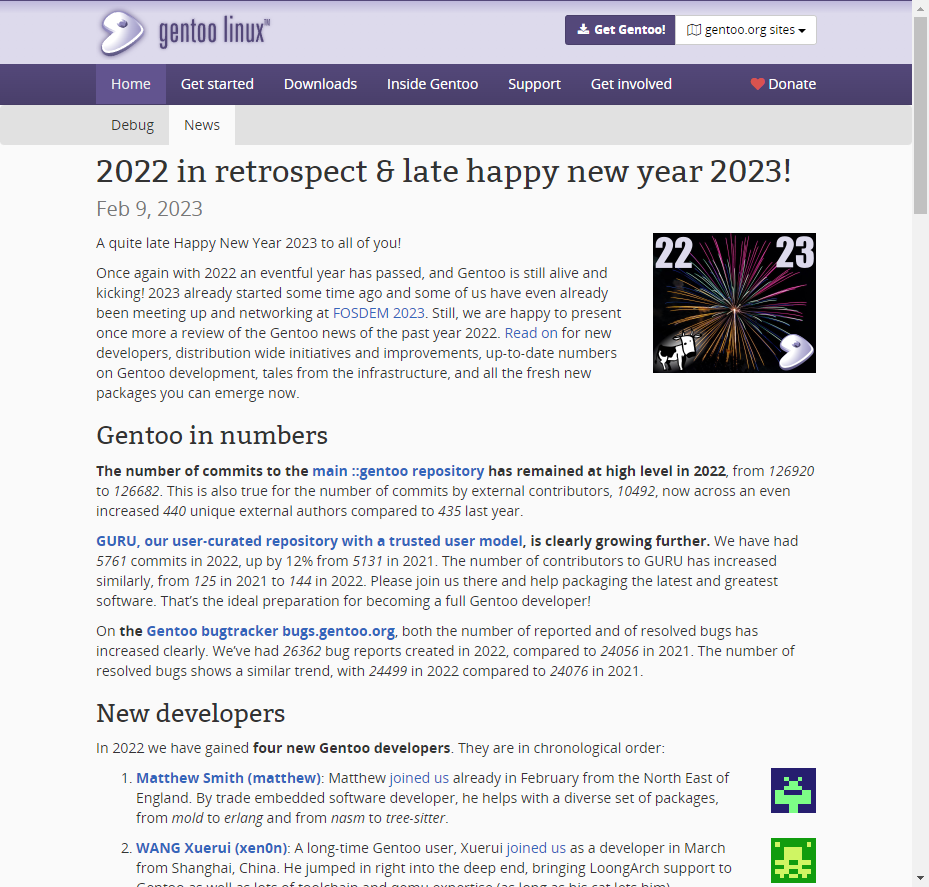 gentoo linux™
Get Gentoo!
gentoo.org sites
Home
Get started
Downloads
Inside Gentoo
Support
Get involved
Donate
Debug
News
2022 in retrospect & late happy new year 2023!
Feb 9, 2023
A quite late Happy New Year 2023 to all of you!
22 23
Once again with 2022 an eventful year has passed, and Gentoo is still alive and
kicking! 2023 already started some time ago and some of us have even already
been meeting up and networking at FOSDEM 2023. Still, we are happy to present
once more a review of the Gentoo news of the past year 2022. Read on for new
developers, distribution wide initiatives and improvements, up-to-date numbers
on Gentoo development, tales from the infrastructure, and all the fresh new
packages you can emerge now.
Gentoo in numbers
The number of commits to the main ::gentoo repository has remained at high level in 2022, from 126920
to 126682. This is also true for the number of commits by external contributors, 10492, now across an even
increased 440 unique external authors compared to 435 last year.
GURU, our user-curated repository with a trusted user model, is clearly growing further. We have had
5761 commits in 2022, up by 12% from 5131 in 2021. The number of contributors to GURU has increased
similarly, from 125 in 2021 to 144 in 2022. Please join us there and help packaging the latest and greatest
software. That’s the ideal preparation for becoming a full Gentoo developer!
On the Gentoo bugtracker bugs.gentoo.org, both the number of reported and of resolved bugs has
increased clearly. We’ve had 26362 bug reports created in 2022, compared to 24056 in 2021. The number of
resolved bugs shows a similar trend, with 24499 in 2022 compared to 24076 in 2021.
New developers
In 2022 we have gained four new Gentoo developers. They are in chronological order:
1. Matthew Smith (matthew): Matthew joined us already in February from the North East of
England. By trade embedded software developer, he helps with a diverse set of packages,
from mold to erlang and from nasm to tree-sitter.
2. WANG Xuerui (xen0n): A long-time Gentoo user, Xuerui joined us as a developer in March
from Shanghai, China. He jumped in right into the deep end, bringing LoongArch support to
Gentoo as well as lots of toolchain and qemu expertise (as long as his cat lets him).